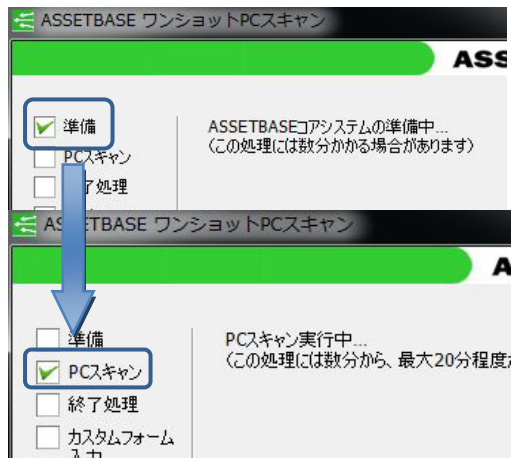 ASSETBASE ワンショットPCスキャン
ASS
準備
ASSETBASEコアシステムの準備中...
(この処理には数分かかる場合があります)
PCスキャン
了処理
ASSETBASE ワンショットPCスキャン
A
準備
PCスキャン実行中...
(この処理には数分から、最大20分程度か
PCスキャン
終了処理
カスタムフォーム
入力